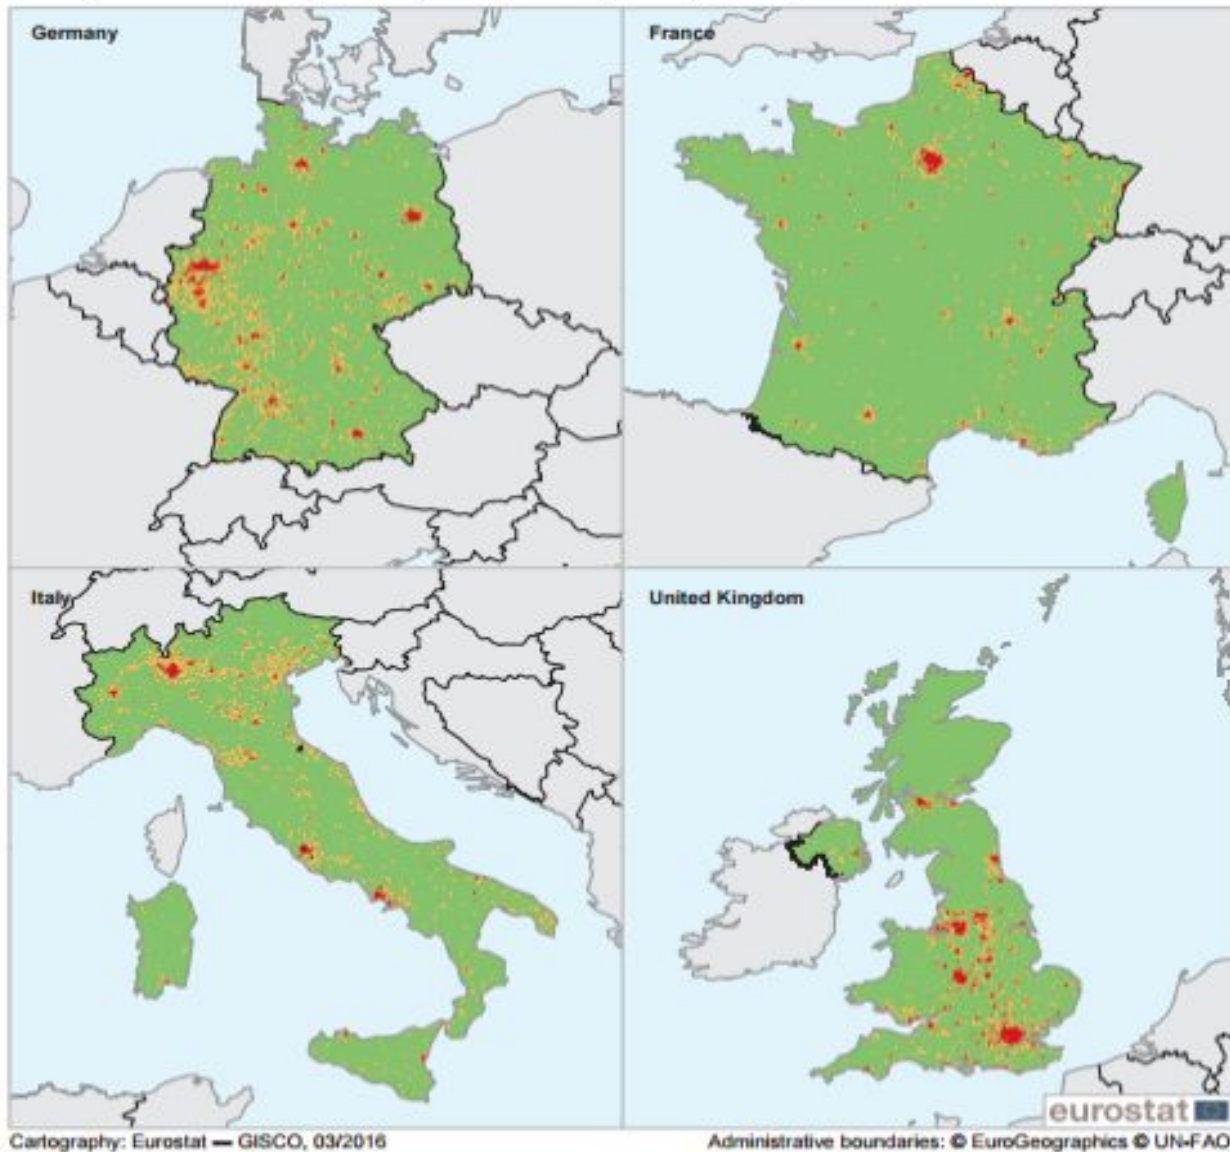 Germany
France
Italy
United Kingdom
eurostat
Cartography: Eurostat — GISCO, 03/2016
Administrative boundaries: © EuroGeographics © UN-FAO